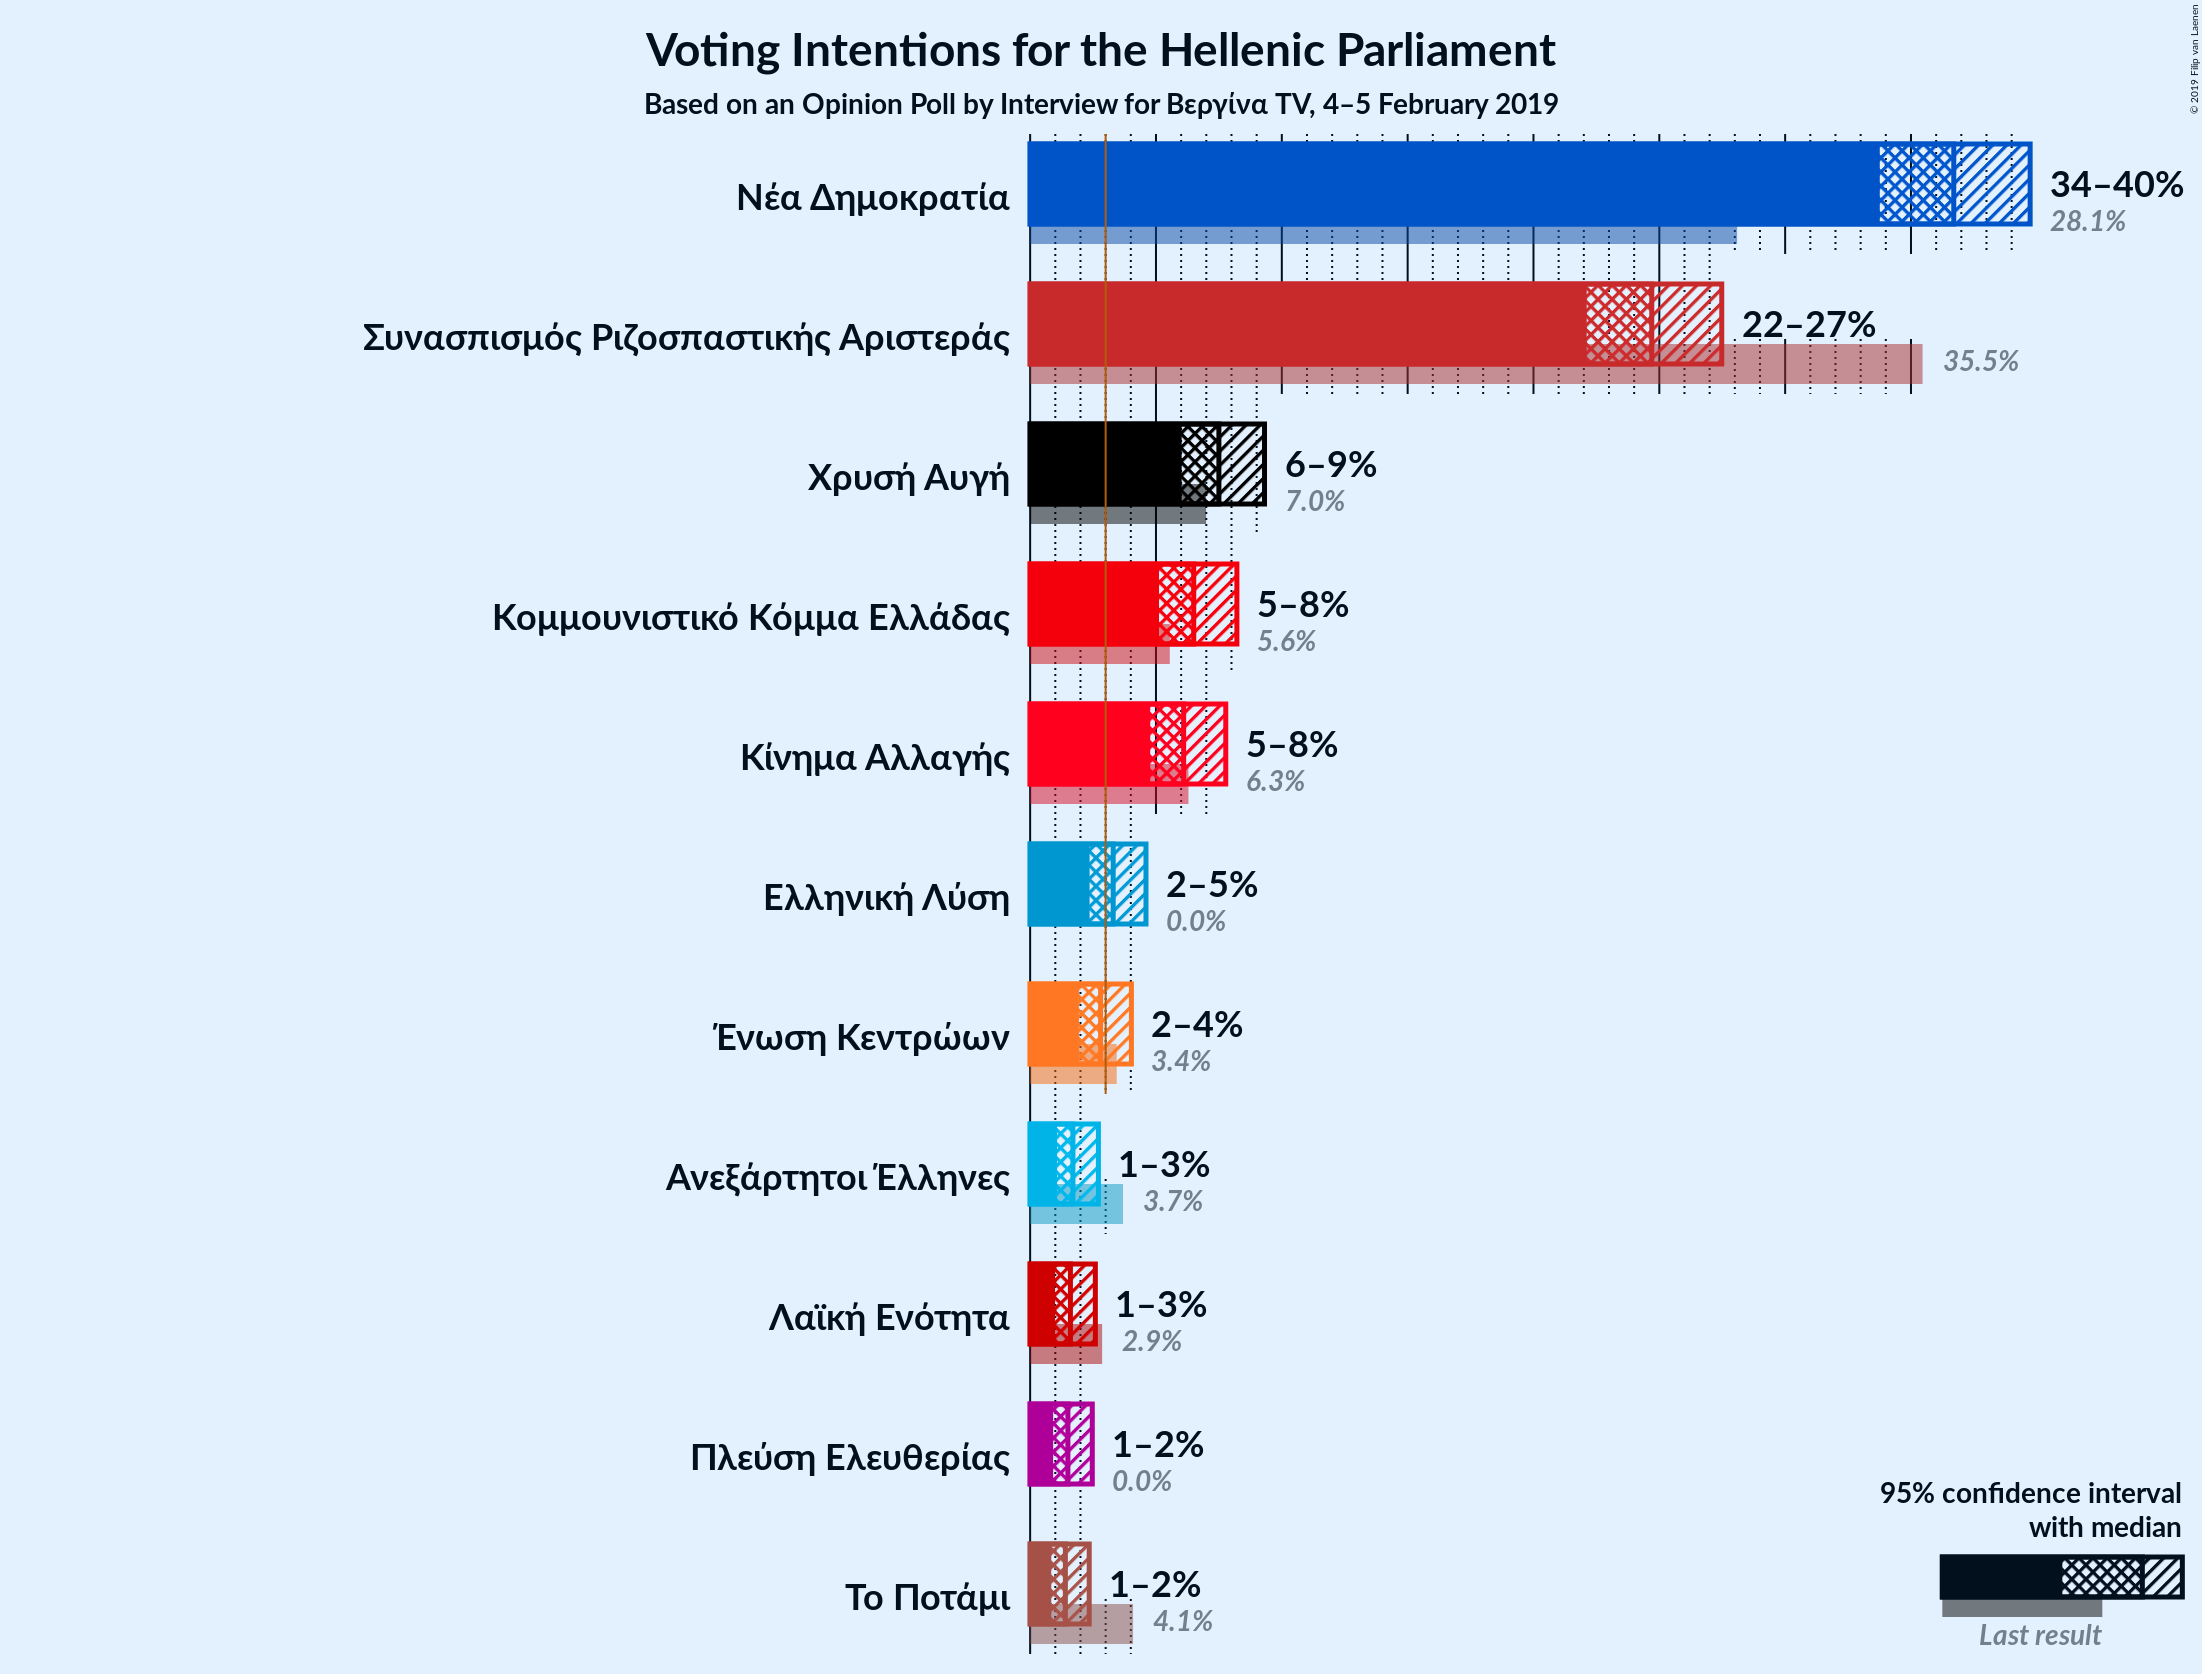 © 2019 Filip van Laenen
Voting Intentions for the Hellenic Parliament
Based on an Opinion Poll by Interview for Βεργίνα TV, 4–5 February 2019
Νέα Δημοκρατία
34–40%
28.1%
Συνασπισμός Ριζοσπαστικής Αριστεράς
22–27%
35.5%
Χρυσή Αυγή
6–9%
7.0%
Κομμουνιστικό Κόμμα Ελλάδας
5–8%
5.6%
Κίνημα Αλλαγής
5–8%
6.3%
Ελληνική Λύση
2–5%
0.0%
Ένωση Κεντρώων
2–4%
3.4%
Ανεξάρτητοι Έλληνες
1–3%
3.7%
Λαϊκή Ενότητα
1–3%
2.9%
Πλεύση Ελευθερίας
1–2%
0.0%
Το Ποτάμι
1–2%
4.1%
95% confidence interval
with median
Last result